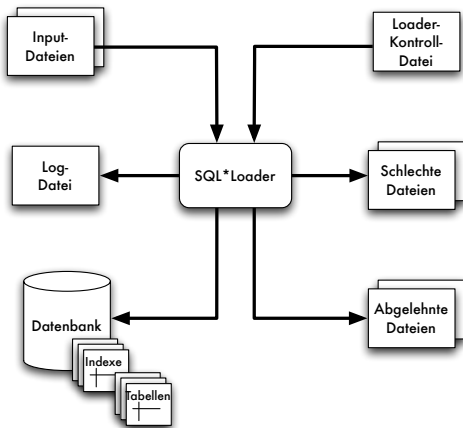 Input-
Dateien
Loader-
Kontroll-
Datei
Log-
Datei
SQL*Loader
Schlechte
Dateien
Datenbank
Indexe
Tabellen
Abgelehnte
Dateien